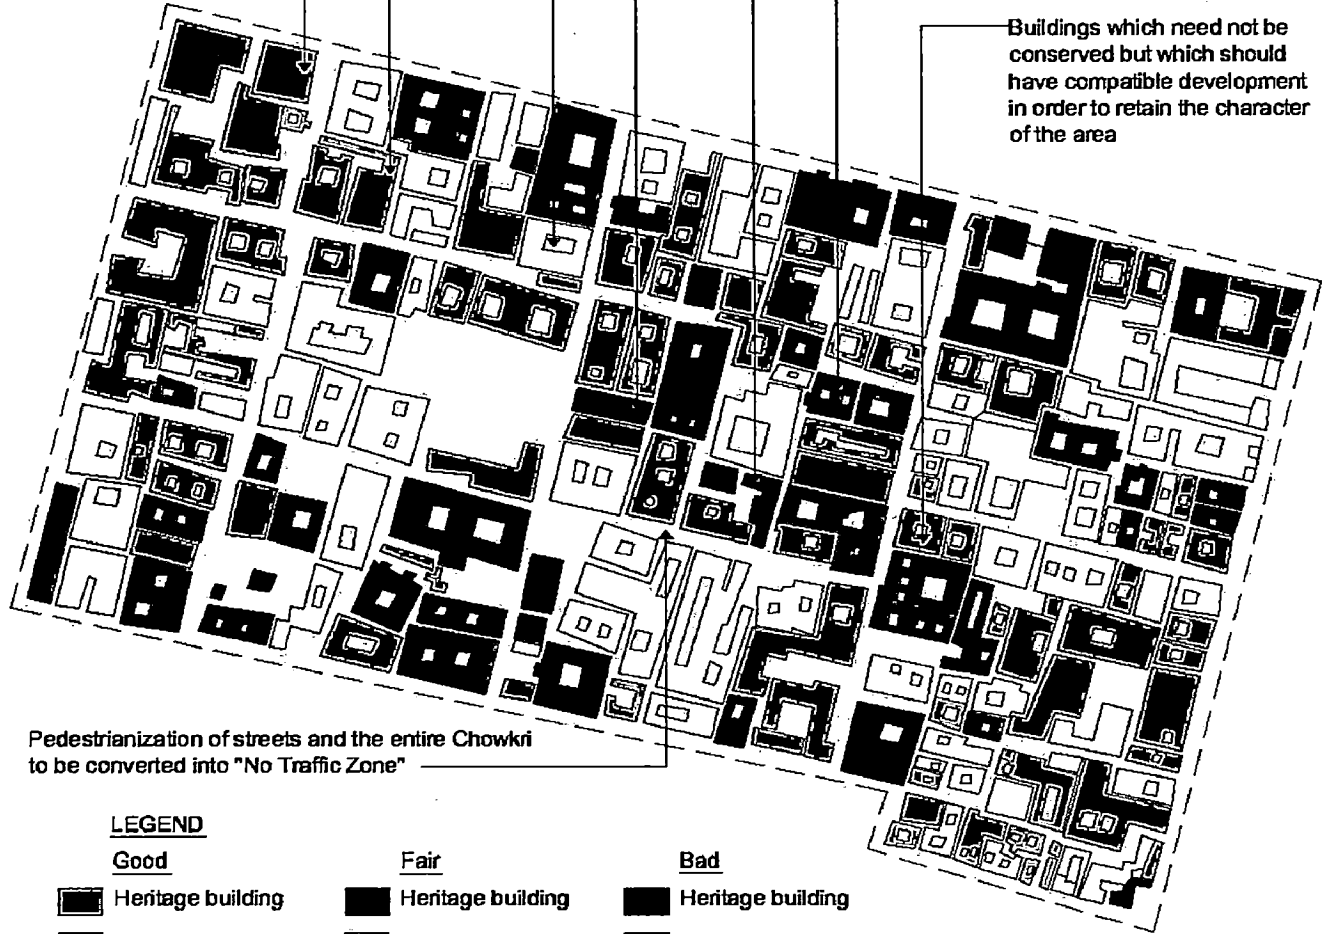 Buildings which need not be
conserved but which should
have compatible development
in order to retain the character
of the area
Pedestrianization of streets and the entire Chowkri
to be converted into "No Traffic Zone"
LEGEND
Good
Fair
Bad
Heritage building
Heritage building
Heritage building